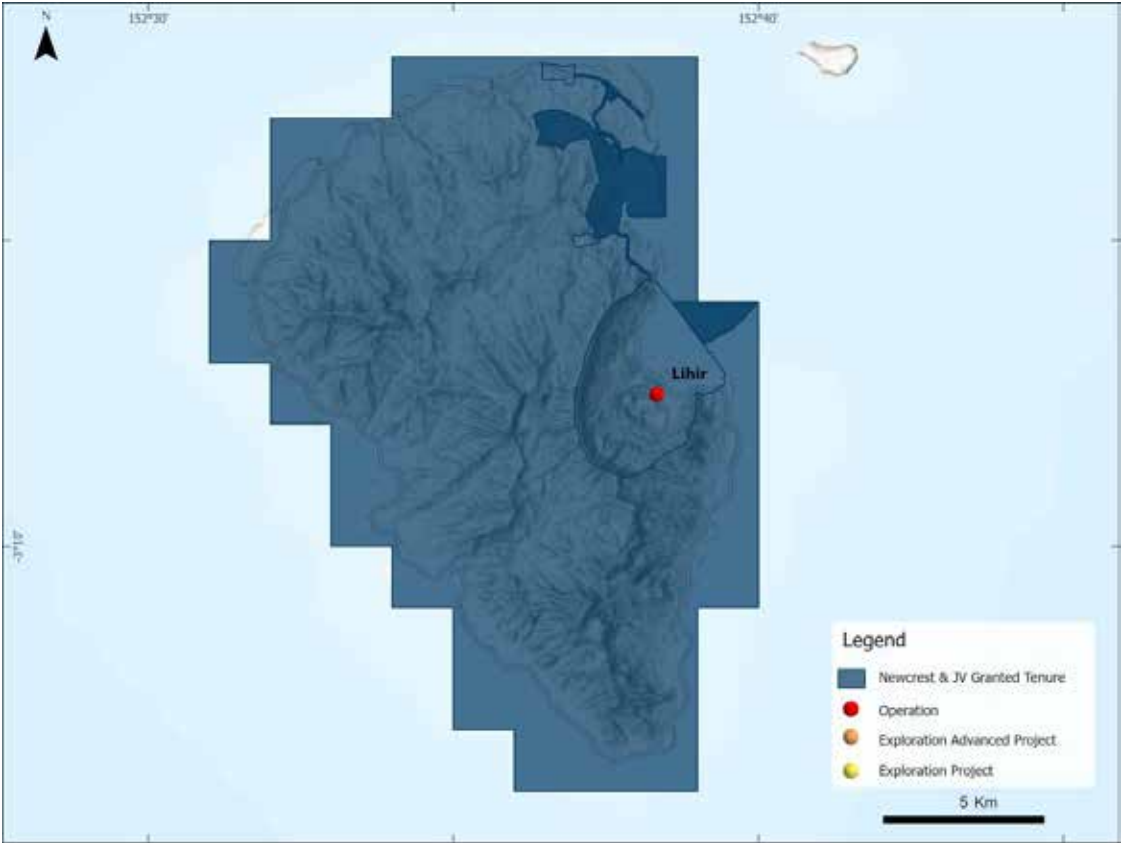 N
152°30'
152°40'
Lihir
-3°10'
Legend
Newcrest & JV Granted Tenure
Operation
Exploration Advanced Project
Exploration Project
5 Km